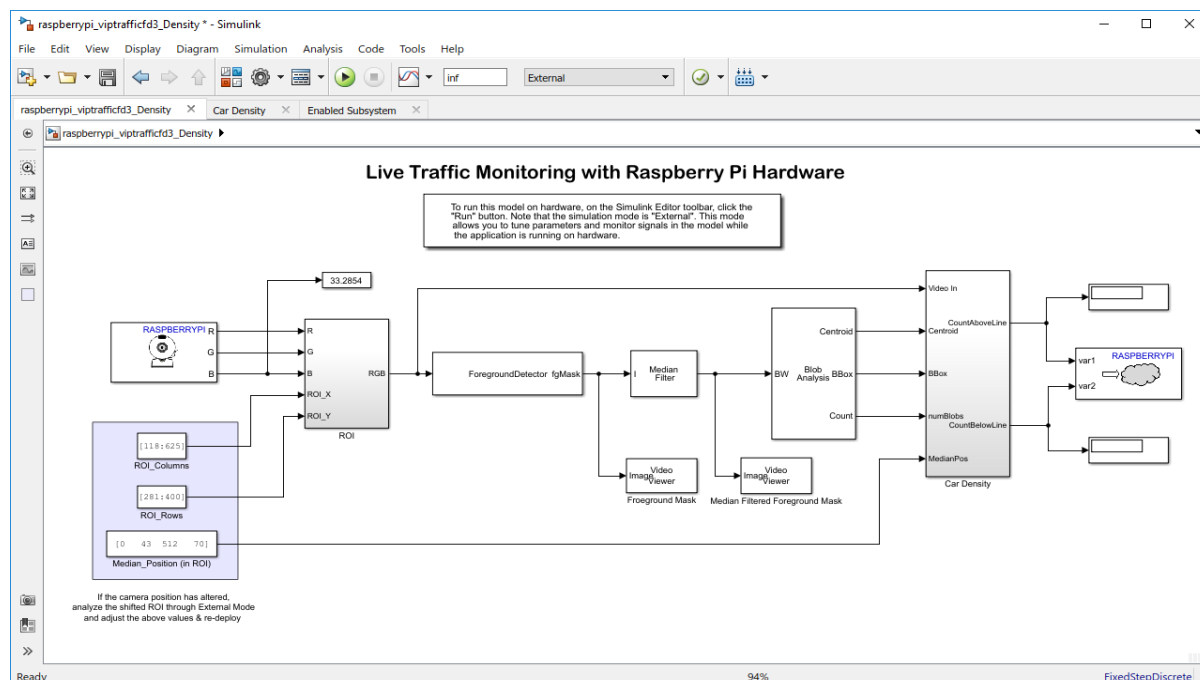 raspberrypi_viptrafficfd3_Density * - Simulink
File Edit View Display Diagram Simulation Analysis Code Tools Help
inf External
raspberrypi_viptrafficfd3_Density Car Density Enabled Subsystem
raspberrypi_viptrafficfd3_Density
Live Traffic Monitoring with Raspberry Pi Hardware
To run this model on hardware, on the Simulink Editor toolbar, click the
"Run" button. Note that the simulation mode is "External". This mode
allows you to tune parameters and monitor signals in the model while
the application is running on hardware.
33.2854
RASPBERRYPI
R
G
B
R
G
B
ROI_X
ROI_Y
RGB
ROI
ForegroundDetector fgMask
I
Median
Filter
BW
Blob
Analysis
Centroid
BBox
Count
Video In
Centroid
BBox
numBlobs
MedianPos
CountAboveLine
CountBelowLine
Car Density
RASPBERRYPI
var1
var2
[118:625]
ROI_Columns
[281:400]
ROI_Rows
[0 43 512 70]
Median_Position (in ROI)
Image
Video
Viewer
Froeground Mask
Image
Video
Viewer
Median Filtered Foreground Mask
If the camera position has altered,
analyze the shifted ROI through External Mode
and adjust the above values & re-deploy
Ready 94% FixedStepDiscrete